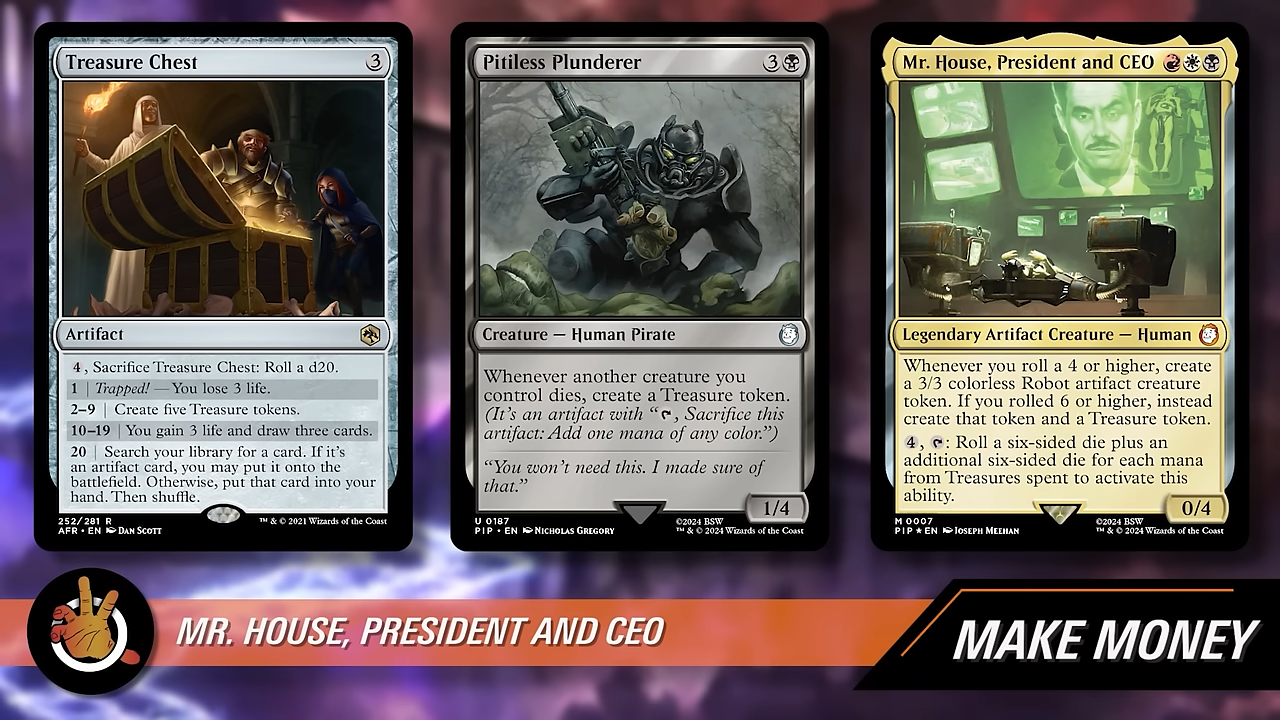 Treasure Chest 3
Artifact
4, Sacrifice Treasure Chest: Roll a d20.
1 | Trapped! — You lose 3 life.
2–9 | Create five Treasure tokens.
10–19 | You gain 3 life and draw three cards.
20 | Search your library for a card. If it's
an artifact card, you may put it onto the
battlefield. Otherwise, put that card into your
hand. Then shuffle.
252/281 R
AFR • EN Dan Scott
™ & © 2021 Wizards of the Coast
Pitiless Plunderer 3
Creature — Human Pirate
Whenever another creature you
control dies, create a Treasure token.
(It's an artifact with “, Sacrifice this
artifact: Add one mana of any color.”)
“You won't need this. I made sure of
that.”
1/4
U 0187
PIP • EN Nicholas Gregory
©2024 BSW
™ & © 2024 Wizards of the Coast
Mr. House, President and CEO
Legendary Artifact Creature — Human
Whenever you roll a 4 or higher, create
a 3/3 colorless Robot artifact creature
token. If you rolled 6 or higher, instead
create that token and a Treasure token.
4, : Roll a six-sided die plus an
additional six-sided die for each mana
from Treasures spent to activate this
ability.
0/4
M 0007
PIP ★ EN Joseph Meehan
©2024 BSW
™ & © 2024 Wizards of the Coast
MR. HOUSE, PRESIDENT AND CEO
MAKE MONEY